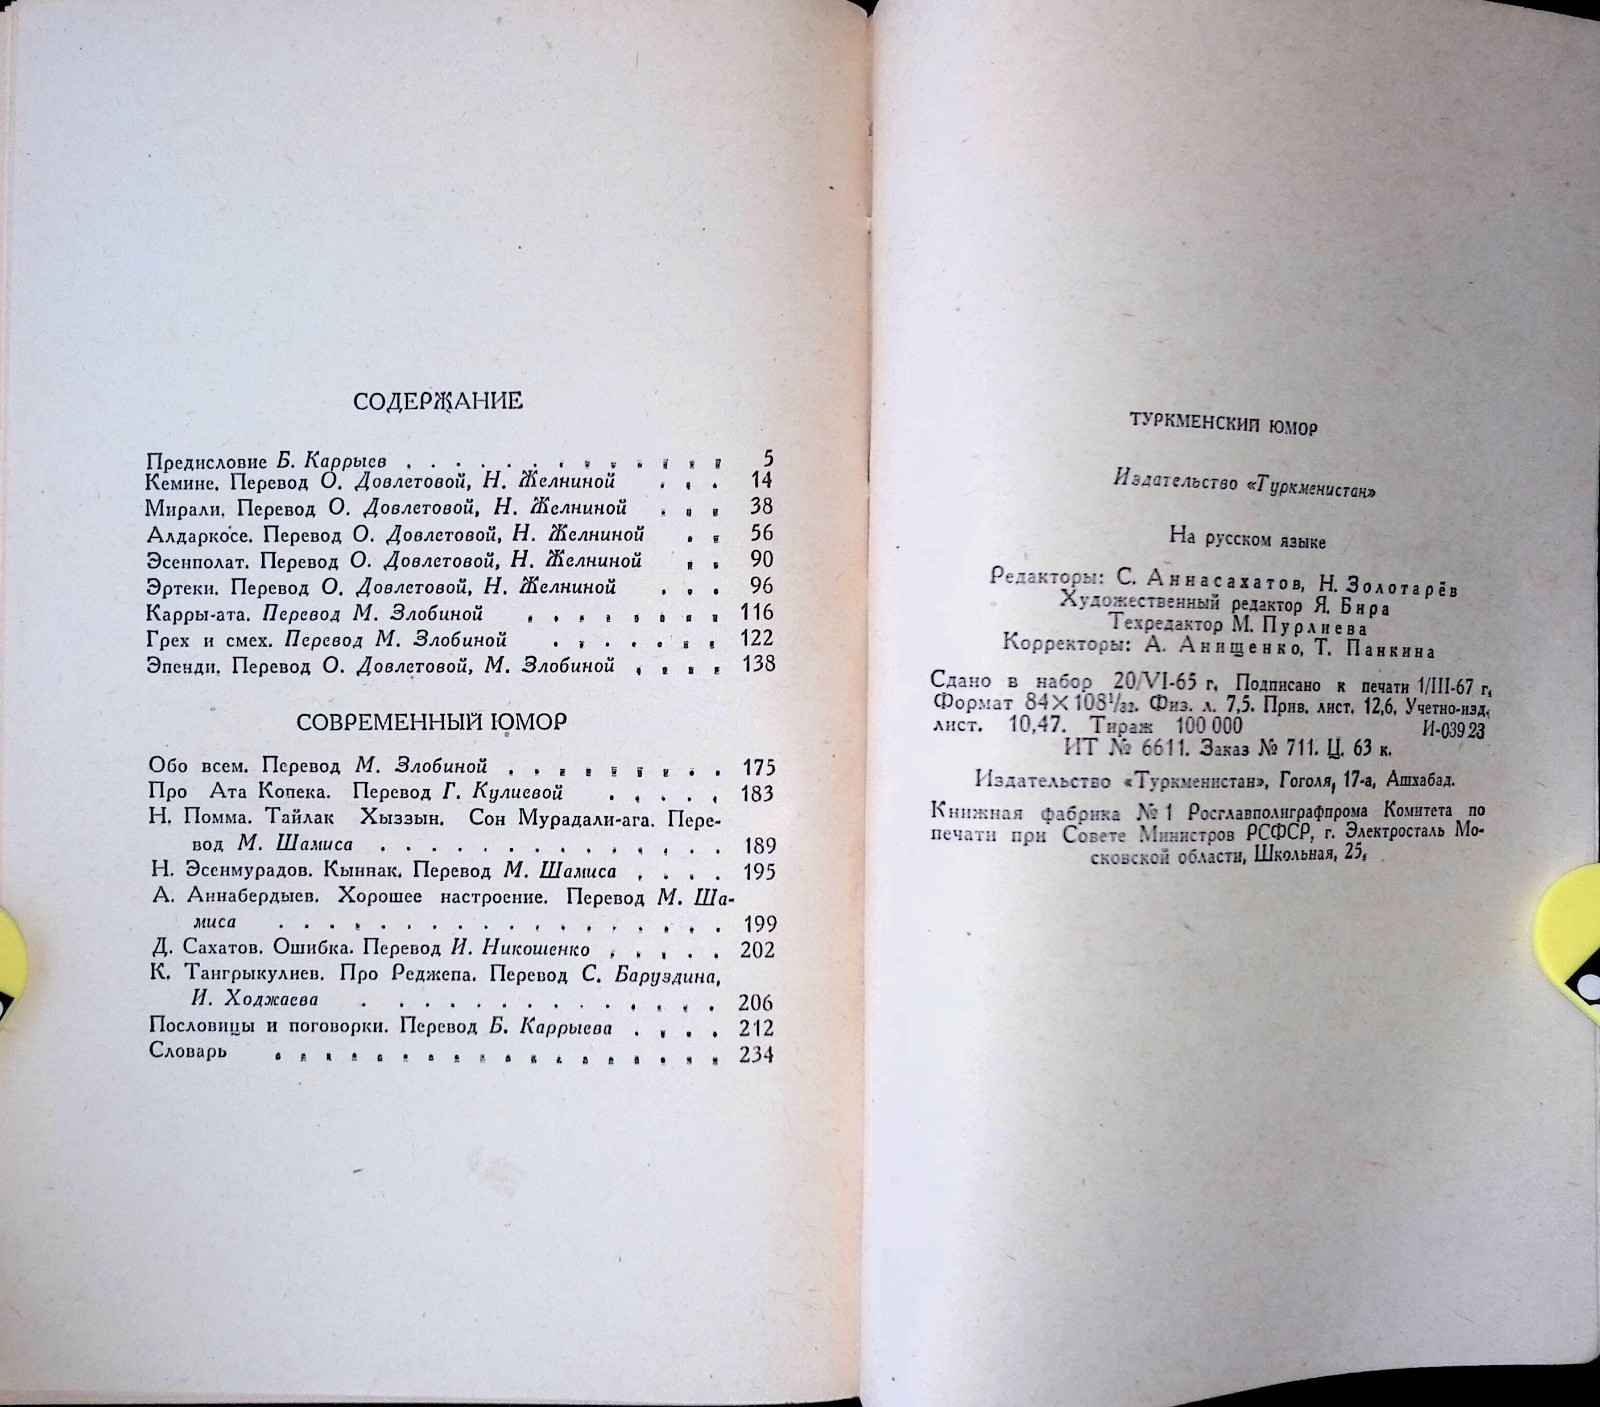 СОДЕРЖАНИЕ
Предисловие Б. Каррыев . . . . . . . . . . . . . 5
Кемине. Перевод О. Довлетовой, Н. Желниной . . . 14
Мирали. Перевод О. Довлетовой, Н. Желниной . . . 38
Алдаркосе. Перевод О. Довлетовой, Н. Желниной . . 56
Эсенполат. Перевод О. Довлетовой, Н. Желниной . . 90
Эртеки. Перевод О. Довлетовой, Н. Желниной . . . 96
Карры-ата. Перевод М. Злобиной . . . . . . . . 116
Грех и смех. Перевод М. Злобиной . . . . . . . 122
Эпенди. Перевод О. Довлетовой, М. Злобиной . . . . 138
СОВРЕМЕННЫЙ ЮМОР
Обо всем. Перевод М. Злобиной . . . . . . . . . 175
Про Ата Копека. Перевод Г. Кулиевой . . . . . 183
Н. Помма. Тайлак Хыззын. Сон Мурадали-ага. Пере-
вод М. Шамиса . . . . . . . . . . . . . . 189
Н. Эсенмурадов. Кыннак. Перевод М. Шамиса . . . . 195
А. Аннабердыев. Хорошее настроение. Перевод М. Ша-
миса . . . . . . . . . . . . . . . . . . 199
Д. Сахатов. Ошибка. Перевод И. Никошенко . . . . . 202
К. Тангрыкулиев. Про Реджепа. Перевод С. Баруздина,
И. Ходжаева . . . . . . . . . . . . . . 206
Пословицы и поговорки. Перевод Б. Каррыева . . . . 212
Словарь . . . . . . . . . . . . . . . . . . 234
ТУРКМЕНСКИЙ ЮМОР
Издательство «Туркменистан»
На русском языке
Редакторы: С. Аннасахатов, Н. Золотарёв
Художественный редактор Я. Бира
Техредактор М. Пурлиева
Корректоры: А. Анищенко, Т. Панкина
Сдано в набор 20/VI-65 г. Подписано к печати 1/III-67 г.
Формат 84×108¹/₃₂. Физ. л. 7,5. Прив. лист. 12,6. Учетно-изд.
лист. 10,47. Тираж 100 000 И-03923
ИТ № 6611. Заказ № 711. Ц. 63 к.
Издательство «Туркменистан», Гоголя, 17-а, Ашхабад.
Книжная фабрика № 1 Росглавполиграфпрома Комитета по
печати при Совете Министров РСФСР, г. Электросталь Мо-
сковской области, Школьная, 25.